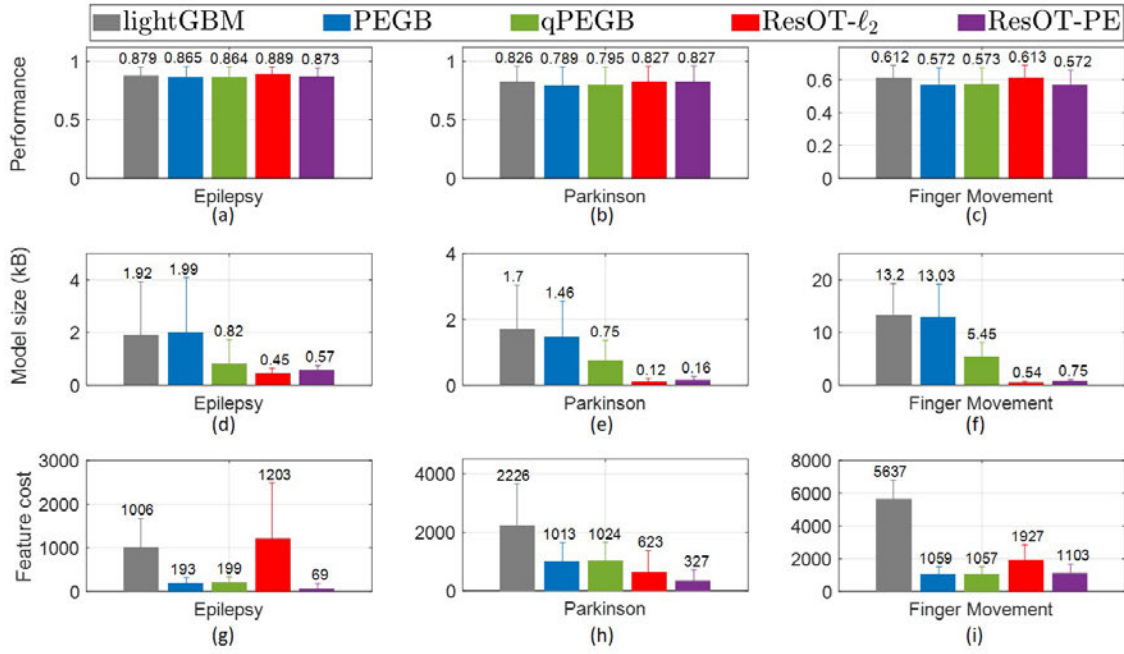 lightGBM PEGB qPEGB ResOT-ℓ₂ ResOT-PE
Performance
1
0.5
0
0.879 0.865 0.864 0.889 0.873
Epilepsy
(a)
1
0.5
0
0.826 0.789 0.795 0.827 0.827
Parkinson
(b)
0.6
0.4
0.2
0
0.612 0.572 0.573 0.613 0.572
Finger Movement
(c)
Model size (kB)
4
2
0
1.92 1.99 0.82 0.45 0.57
Epilepsy
(d)
4
2
0
1.7 1.46 0.75 0.12 0.16
Parkinson
(e)
20
10
0
13.2 13.03 5.45 0.54 0.75
Finger Movement
(f)
Feature cost
3000
2000
1000
0
1006 193 199 1203 69
Epilepsy
(g)
4000
2000
0
2226 1013 1024 623 327
Parkinson
(h)
8000
6000
4000
2000
0
5637 1059 1057 1927 1103
Finger Movement
(i)